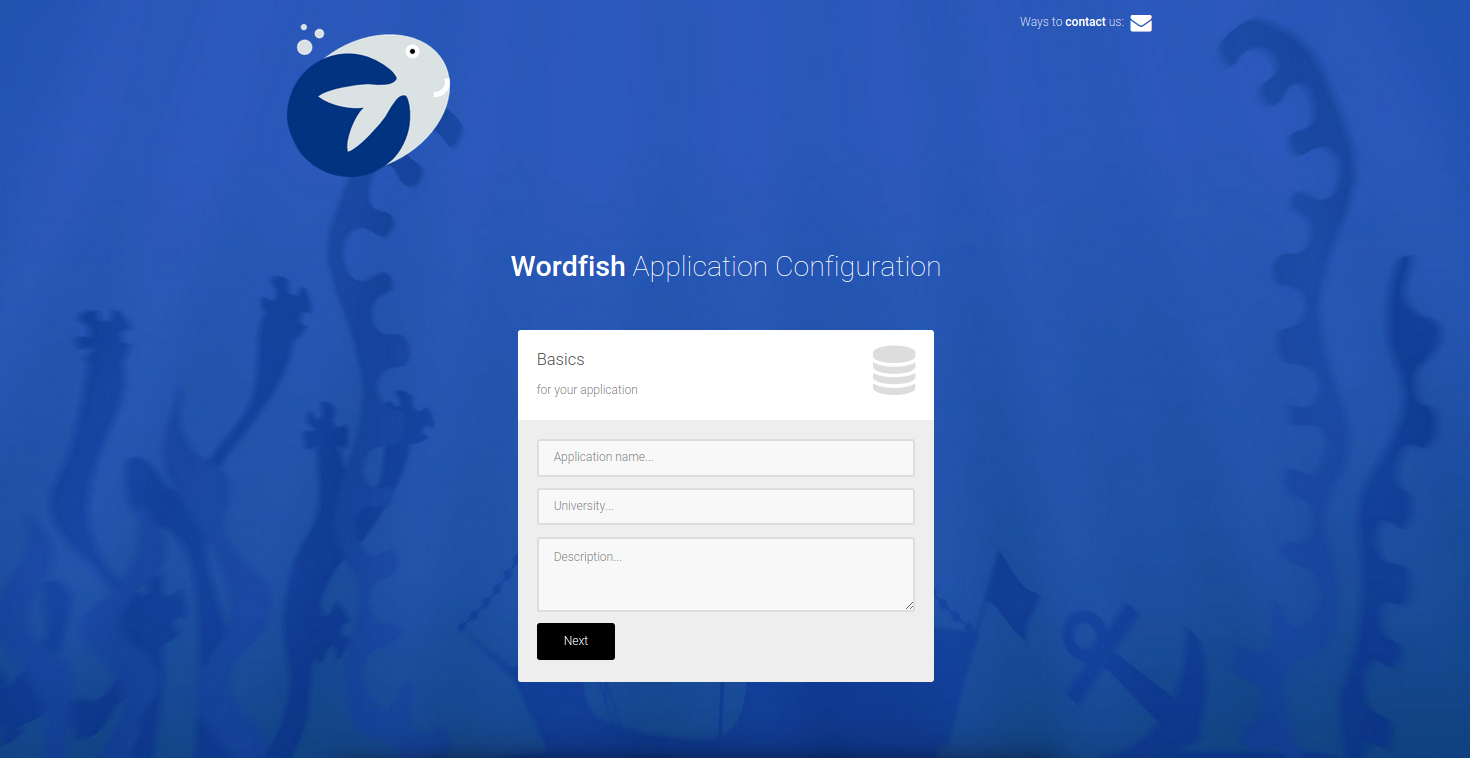 Ways to contact us:
Wordfish Application Configuration
Basics
for your application
Application name...
University...
Description...
Next